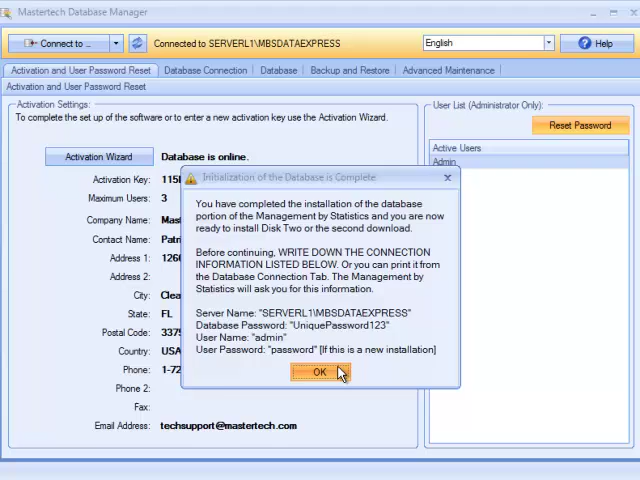 Mastertech Database Manager
Connect to ...
Connected to SERVERL1\MBSDATAEXPRESS
English
Help
Activation and User Password Reset
Database Connection
Database
Backup and Restore
Advanced Maintenance
Activation and User Password Reset
Activation Settings:
To complete the set up of the software or to enter a new activation key use the Activation Wizard.
Activation Wizard
Database is online.
Activation Key:
Maximum Users: 3
Company Name:
Contact Name:
Address 1:
Address 2:
City:
State: FL
Postal Code:
Country: USA
Phone:
Phone 2:
Fax:
Email Address: techsupport@mastertech.com
User List (Administrator Only):
Reset Password
Active Users
Admin
Initialization of the Database is Complete
You have completed the installation of the database
portion of the Management by Statistics and you are now
ready to install Disk Two or the second download.
Before continuing, WRITE DOWN THE CONNECTION
INFORMATION LISTED BELOW. Or you can print it from
the Database Connection Tab. The Management by
Statistics will ask you for this information.
Server Name: "SERVERL1\MBSDATAEXPRESS"
Database Password: "UniquePassword123"
User Name: "admin"
User Password: "password" [If this is a new installation]
OK